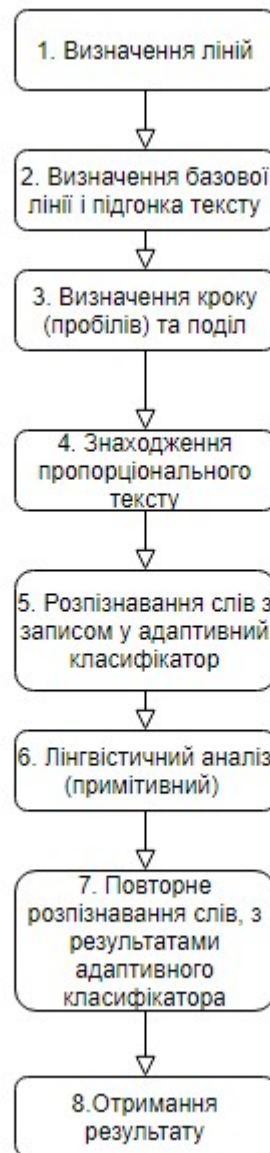 1. Визначення ліній
2. Визначення базової
лінії і підгонка тексту
3. Визначення кроку
(пробілів) та поділ
4. Знаходження
пропорціонального
тексту
5. Розпізнавання слів з
записом у адаптивний
класифікатор
6. Лінгвістичний аналіз
(примітивний)
7. Повторне
розпізнавання слів, з
результатами
адаптивного
класифікатора
8.Отримання
результату